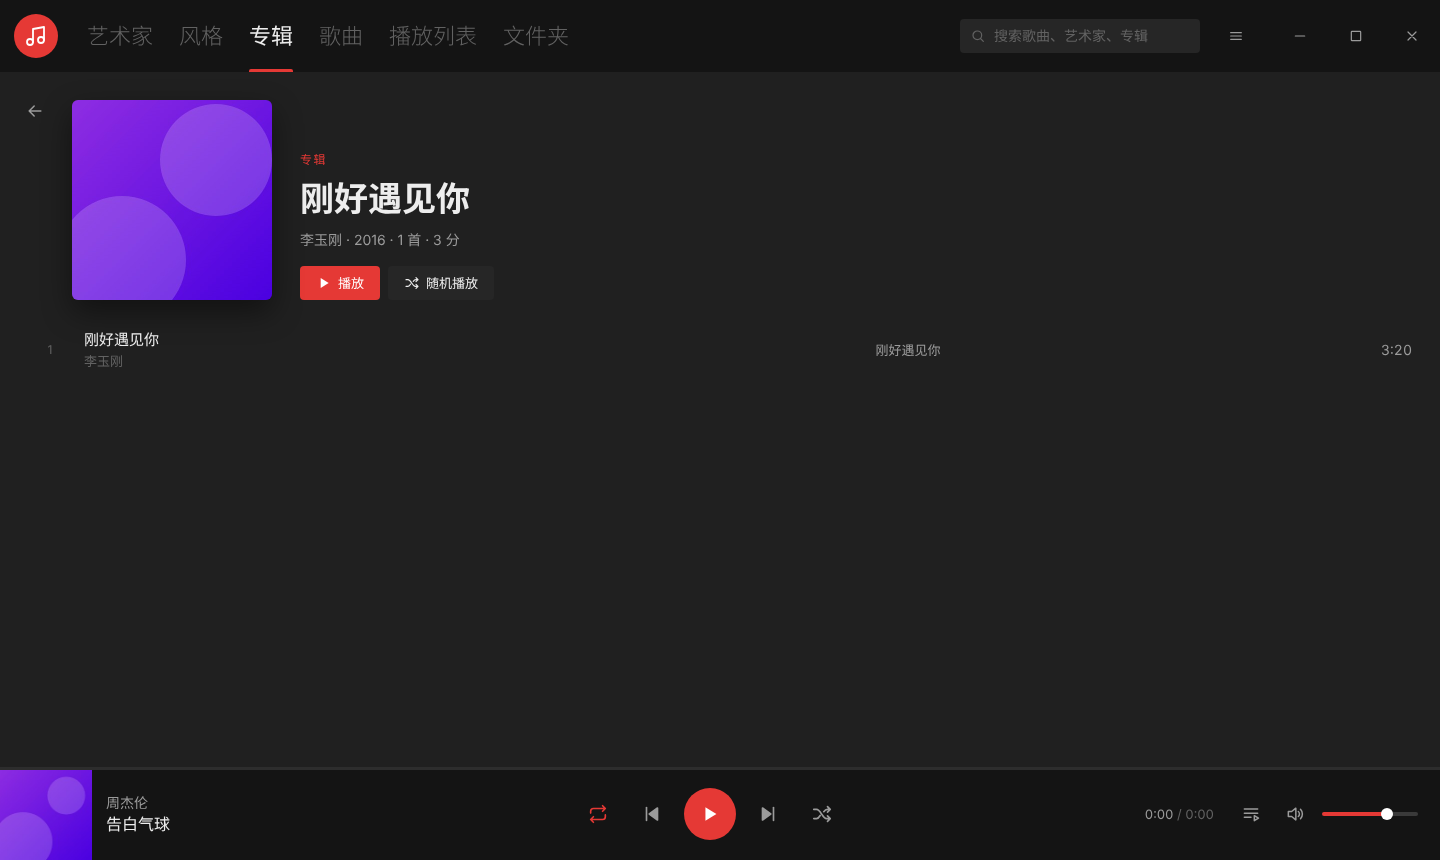 艺术家 风格 专辑 歌曲 播放列表 文件夹 搜索歌曲、艺术家、专辑
专辑
刚好遇见你
李玉刚 · 2016 · 1 首 · 3 分
播放 随机播放
1 刚好遇见你 刚好遇见你 3:20
李玉刚
周杰伦
告白气球
0:00 / 0:00